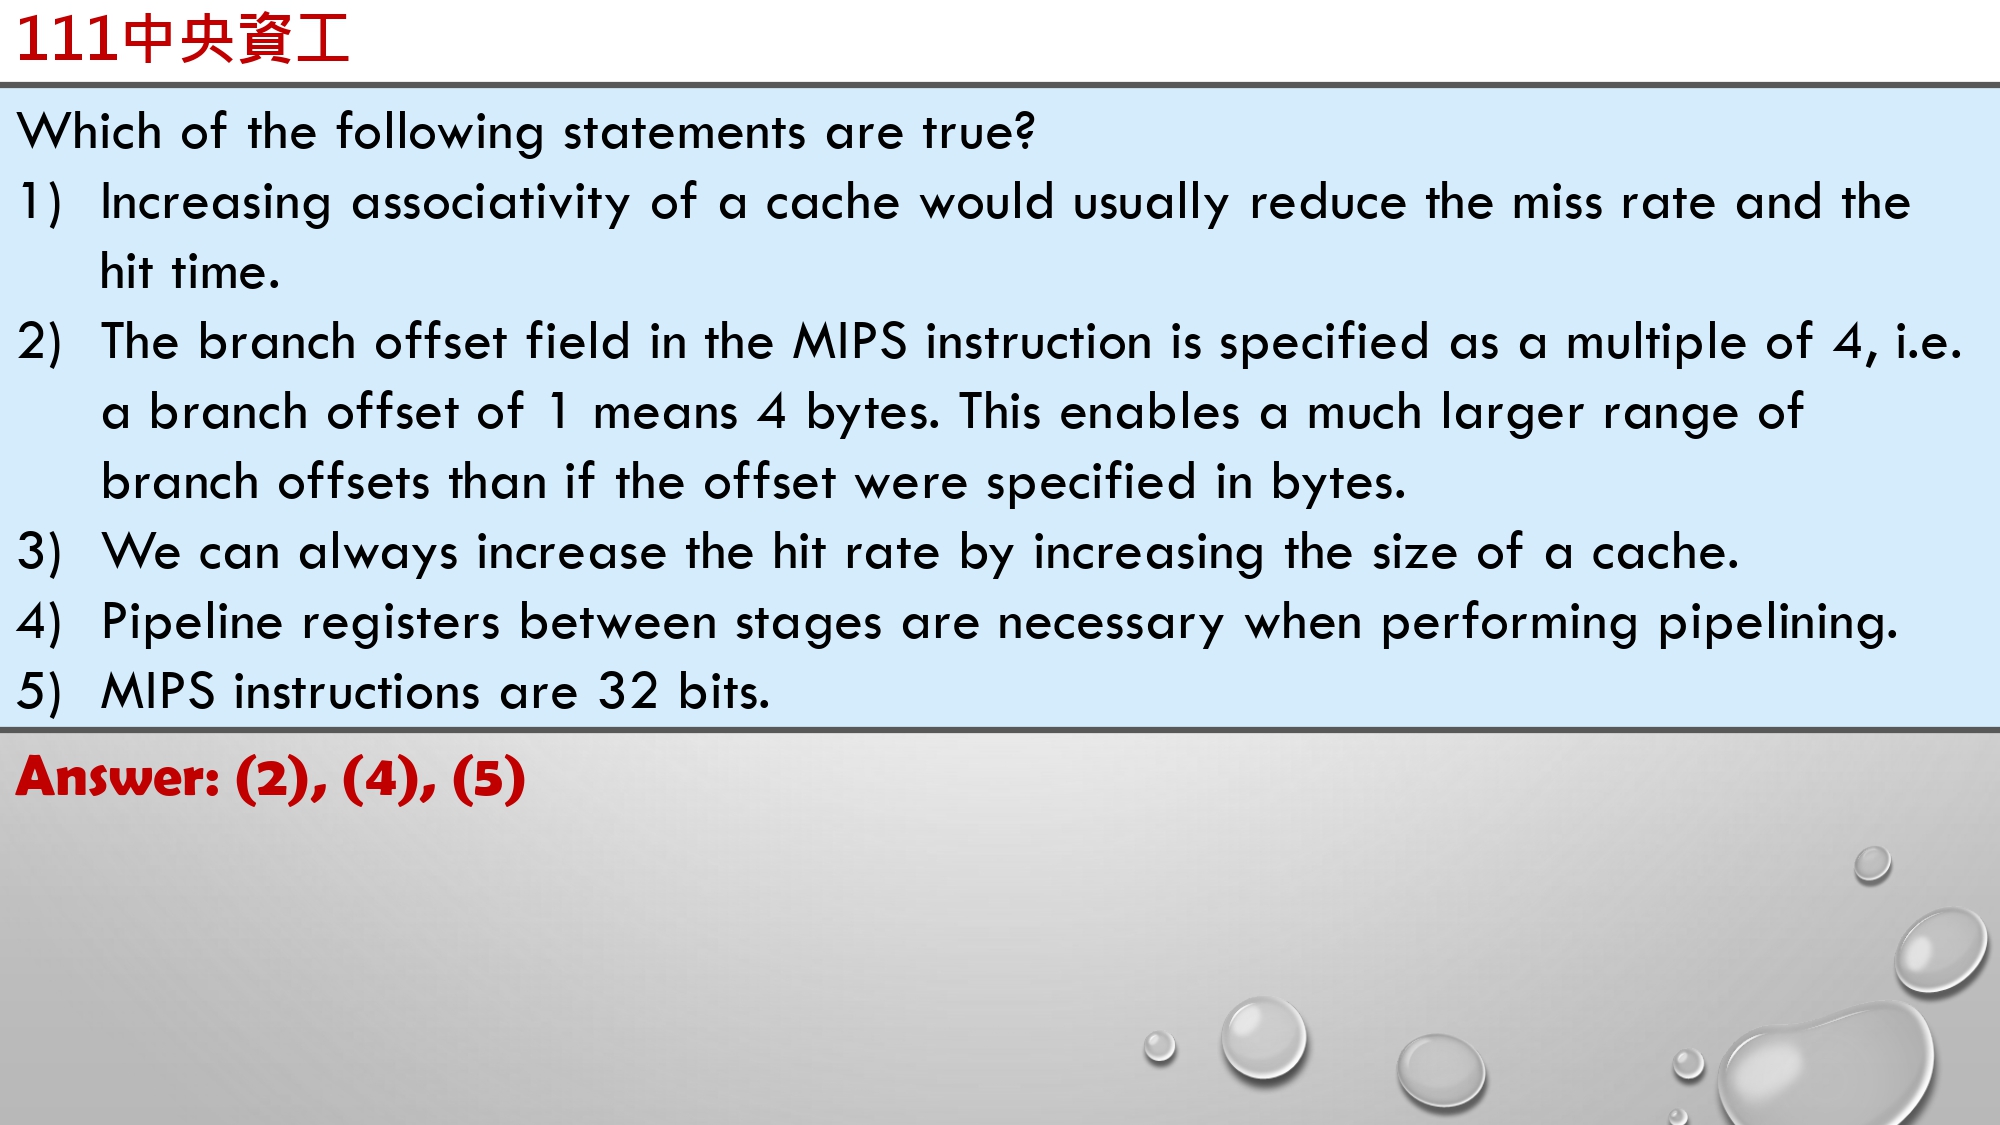 111中央資工
Which of the following statements are true?
1) Increasing associativity of a cache would usually reduce the miss rate and the
hit time.
2) The branch offset field in the MIPS instruction is specified as a multiple of 4, i.e.
a branch offset of 1 means 4 bytes. This enables a much larger range of
branch offsets than if the offset were specified in bytes.
3) We can always increase the hit rate by increasing the size of a cache.
4) Pipeline registers between stages are necessary when performing pipelining.
5) MIPS instructions are 32 bits.
Answer: (2), (4), (5)